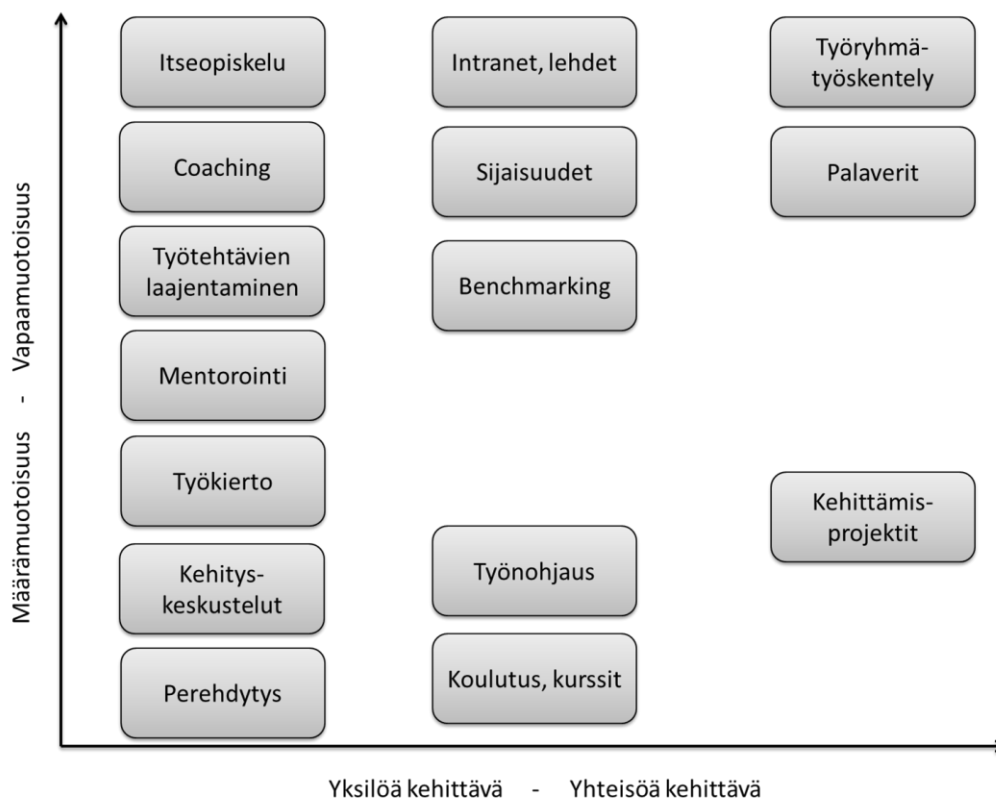 Itseopiskelu
Intranet, lehdet
Työryhmä-
työskentely
Coaching
Sijaisuudet
Palaverit
Työtehtävien
laajentaminen
Benchmarking
Mentorointi
Työkierto
Kehittämis-
projektit
Kehitys-
keskustelut
Työnohjaus
Perehdytys
Koulutus, kurssit
Määrämuotoisuus - Vapaamuotoisuus
Yksilöä kehittävä - Yhteisöä kehittävä